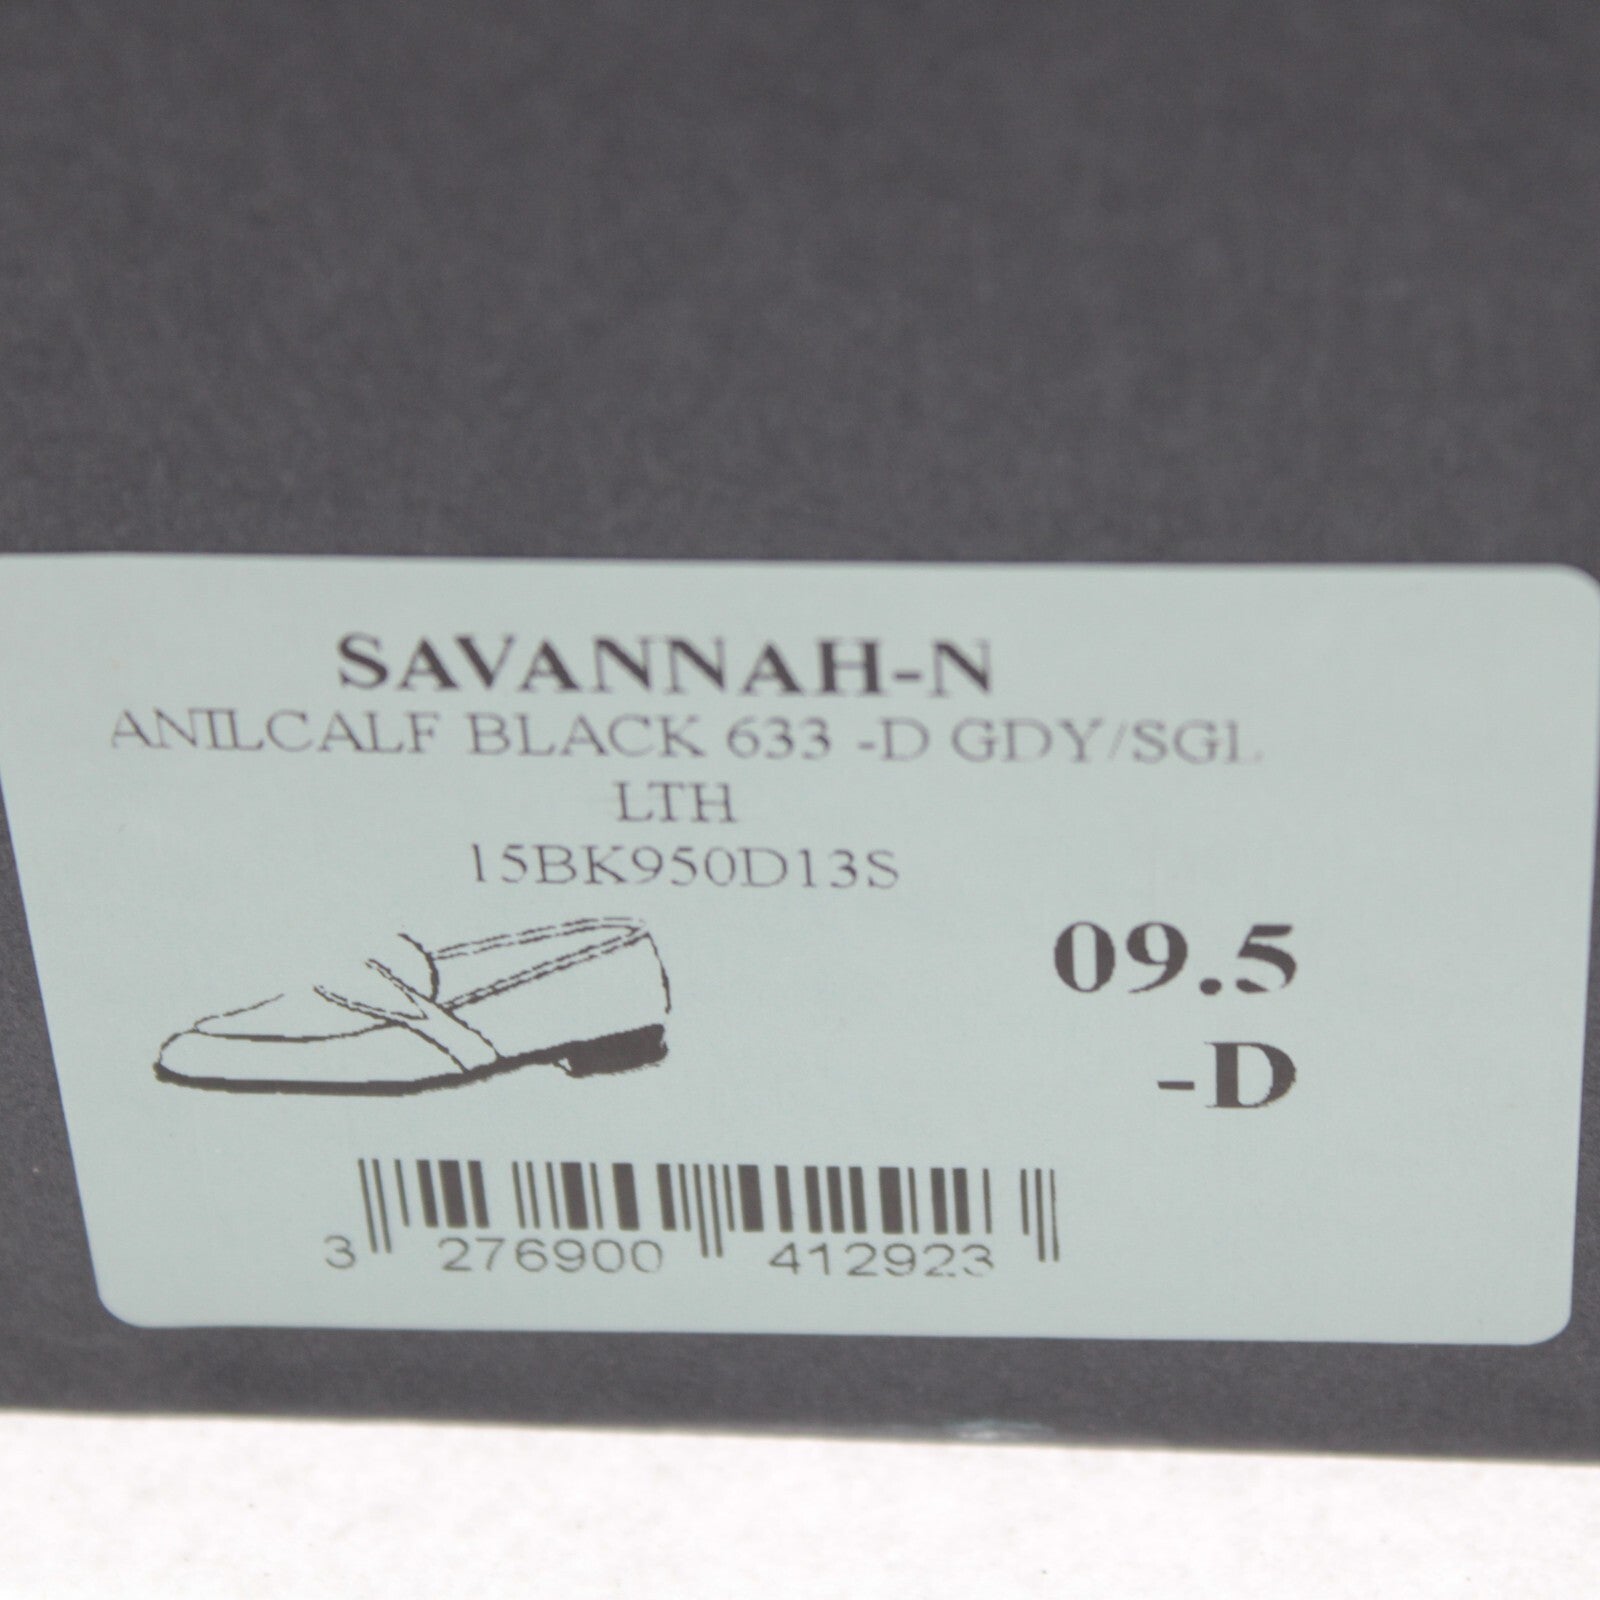 SAVANNAH-N
ANILCALF BLACK 633 -D GDY/SGL
LTH
15BK950D13S
09.5
-D
3 276900 412923